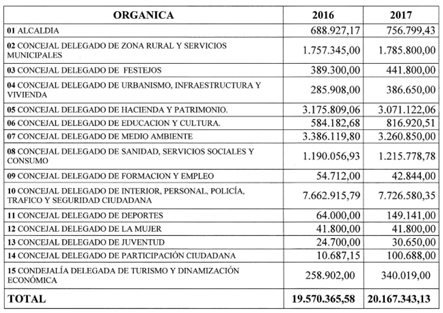 ORGANICA 2016 2017
01 ALCALDIA 688.927,17 756.799,43
02 CONCEJAL DELEGADO DE ZONA RURAL Y SERVICIOS
MUNICIPALES 1.757.345,00 1.785.800,00
03 CONCEJAL DELEGADO DE FESTEJOS 389.300,00 441.800,00
04 CONCEJAL DELEGADO DE URBANISMO, INFRAESTRUCTURA Y
VIVIENDA 285.908,00 386.650,00
05 CONCEJAL DELEGADO DE HACIENDA Y PATRIMONIO. 3.175.809,06 3.071.122,06
06 CONCEJAL DELEGADO DE EDUCACION Y CULTURA. 584.182,68 816.920,51
07 CONCEJAL DELEGADO DE MEDIO AMBIENTE 3.386.119,80 3.260.850,00
08 CONCEJAL DELEGADO DE SANIDAD, SERVICIOS SOCIALES Y
CONSUMO 1.190.056,93 1.215.778,78
09 CONCEJAL DELEGADO DE FORMACION Y EMPLEO 54.712,00 42.844,00
10 CONCEJAL DELEGADO DE INTERIOR, PERSONAL, POLICÍA,
TRAFICO Y SEGURIDAD CIUDADANA 7.662.915,79 7.726.580,35
11 CONCEJAL DELEGADO DE DEPORTES 64.000,00 149.141,00
12 CONCEJAL DELEGADO DE LA MUJER 41.800,00 41.800,00
13 CONCEJAL DELEGADO DE JUVENTUD 24.700,00 30.650,00
14 CONCEJAL DELEGADO DE PARTICIPACIÓN CIUDADANA 10.687,15 100.688,00
15 CONDEJALÍA DELEGADA DE TURISMO Y DINAMIZACIÓN
ECONÓMICA 258.902,00 340.019,00
TOTAL 19.570.365,58 20.167.343,13